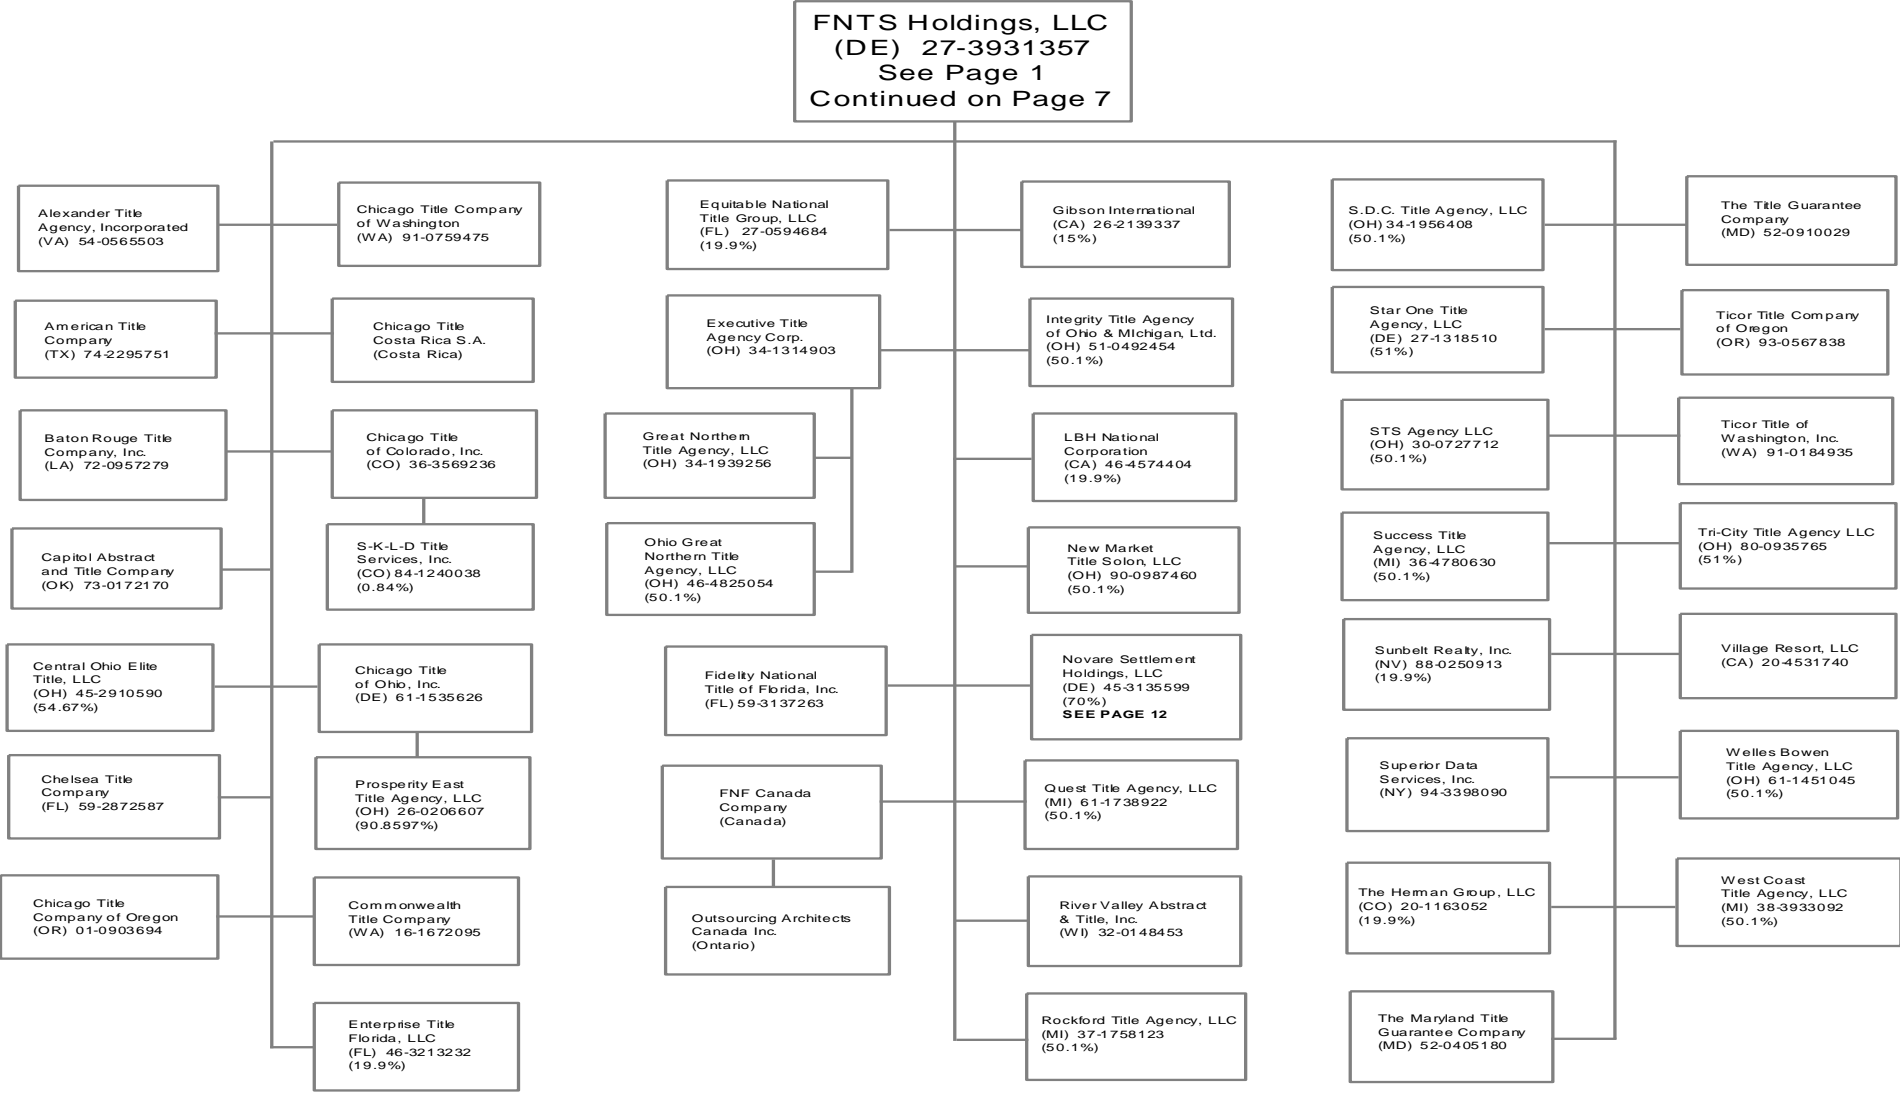 FNTS Holdings, LLC
(DE) 27-3931357
See Page 1
Continued on Page 7
Alexander Title
Agency, Incorporated
(VA) 54-0565503
American Title
Company
(TX) 74-2295751
Baton Rouge Title
Company, Inc.
(LA) 72-0957279
Capitol Abstract
and Title Company
(OK) 73-0172170
Central Ohio Elite
Title, LLC
(OH) 45-2910590
(54.67%)
Chelsea Title
Company
(FL) 59-2872587
Chicago Title
Company of Oregon
(OR) 01-0903694
Chicago Title Company
of Washington
(WA) 91-0759475
Chicago Title
Costa Rica S.A.
(Costa Rica)
Chicago Title
of Colorado, Inc.
(CO) 36-3569236
S-K-L-D Title
Services, Inc.
(CO) 84-1240038
(0.84%)
Chicago Title
of Ohio, Inc.
(DE) 61-1535626
Prosperity East
Title Agency, LLC
(OH) 26-0206607
(90.8597%)
Commonwealth
Title Company
(WA) 16-1672095
Enterprise Title
Florida, LLC
(FL) 46-3213232
(19.9%)
Equitable National
Title Group, LLC
(FL) 27-0594684
(19.9%)
Executive Title
Agency Corp.
(OH) 34-1314903
Great Northern
Title Agency, LLC
(OH) 34-1939256
Ohio Great
Northern Title
Agency, LLC
(OH) 46-4825054
(50.1%)
Fidelity National
Title of Florida, Inc.
(FL) 59-3137263
FNF Canada
Company
(Canada)
Outsourcing Architects
Canada Inc.
(Ontario)
Gibson International
(CA) 26-2139337
(15%)
Integrity Title Agency
of Ohio & MIchigan, Ltd.
(OH) 51-0492454
(50.1%)
LBH National
Corporation
(CA) 46-4574404
(19.9%)
New Market
Title Solon, LLC
(OH) 90-0987460
(50.1%)
Novare Settlement
Holdings, LLC
(DE) 45-3135599
(70%)
SEE PAGE 12
Quest Title Agency, LLC
(MI) 61-1738922
(50.1%)
River Valley Abstract
& Title, Inc.
(WI) 32-0148453
Rockford Title Agency, LLC
(MI) 37-1758123
(50.1%)
S.D.C. Title Agency, LLC
(OH) 34-1956408
(50.1%)
Star One Title
Agency, LLC
(DE) 27-1318510
(51%)
STS Agency LLC
(OH) 30-0727712
(50.1%)
Success Title
Agency, LLC
(MI) 36-4780630
(50.1%)
Sunbelt Realty, Inc.
(NV) 88-0250913
(19.9%)
Superior Data
Services, Inc.
(NY) 94-3398090
The Herman Group, LLC
(CO) 20-1163052
(19.9%)
The Maryland Title
Guarantee Company
(MD) 52-0405180
The Title Guarantee
Company
(MD) 52-0910029
Ticor Title Company
of Oregon
(OR) 93-0567838
Ticor Title of
Washington, Inc.
(WA) 91-0184935
Tri-City Title Agency LLC
(OH) 80-0935765
(51%)
Village Resort, LLC
(CA) 20-4531740
Welles Bowen
Title Agency, LLC
(OH) 61-1451045
(50.1%)
West Coast
Title Agency, LLC
(MI) 38-3933092
(50.1%)